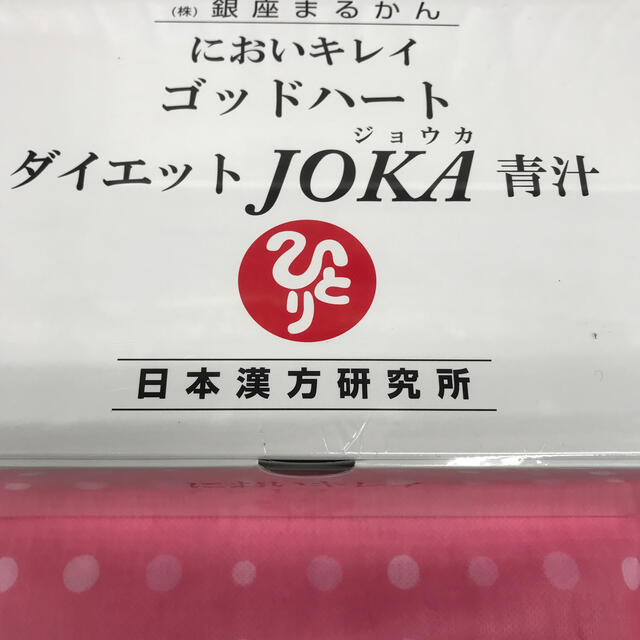 (株)銀座まるかん
においキレイ
ゴッドハート
ジョウカ
ダイエットJOKA青汁
ひとり
日本漢方研究所
においキレイ